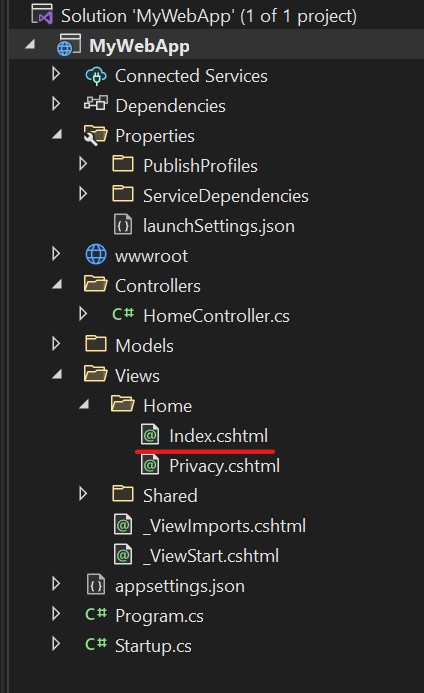 Solution 'MyWebApp' (1 of 1 project)
MyWebApp
Connected Services
Dependencies
Properties
PublishProfiles
ServiceDependencies
launchSettings.json
wwwroot
Controllers
C# HomeController.cs
Models
Views
Home
Index.cshtml
Privacy.cshtml
Shared
_ViewImports.cshtml
_ViewStart.cshtml
appsettings.json
C# Program.cs
C# Startup.cs